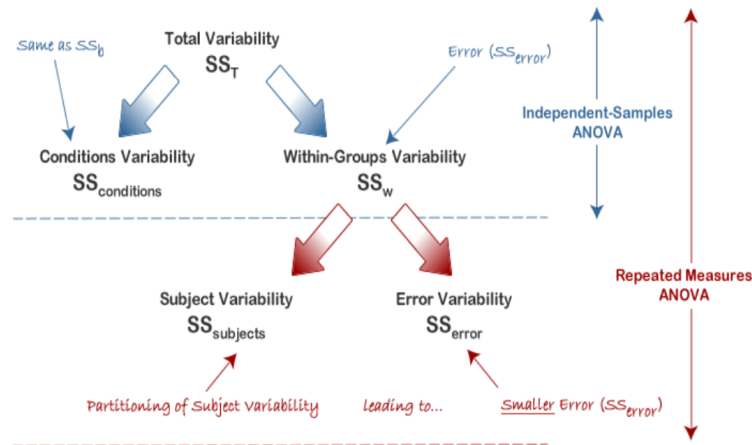 Total Variability
SS_T
Same as SS_b
Error (SS_error)
Independent-Samples
ANOVA
Conditions Variability
SS_conditions
Within-Groups Variability
SS_w
Repeated Measures
ANOVA
Subject Variability
SS_subjects
Error Variability
SS_error
Partitioning of Subject Variability
leading to...
Smaller Error (SS_error)